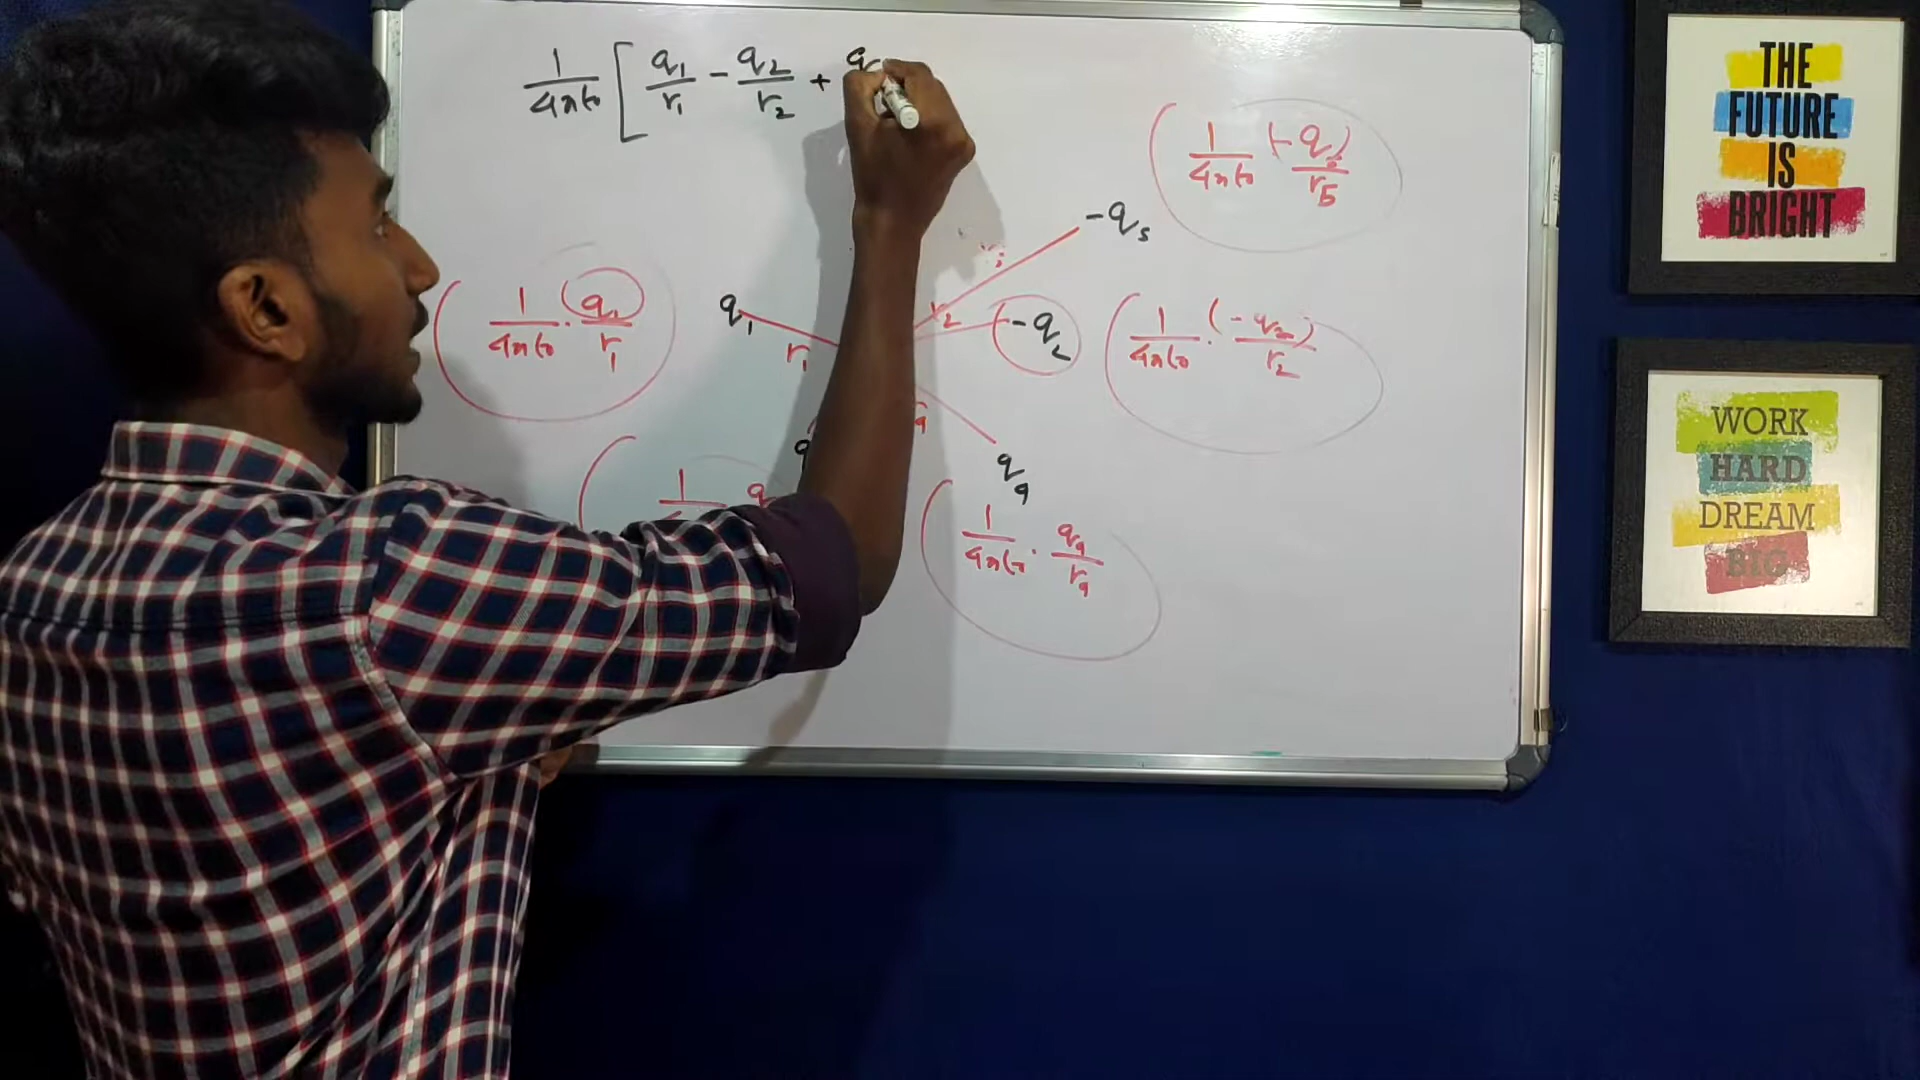 1/4πε₀ [ q₁/r₁ - q₂/r₂ + q
1/4πε₀ (-q₅)/r₅
-q₅
1/4πε₀ · (q₁)/r₁
q₁
r₁
r₂
-q₂
1/4πε₀ · (-q₂)/r₂
q₄
1/4πε₀ · q₄/r₄
THE
FUTURE
IS
BRIGHT
WORK
HARD
DREAM
BIG